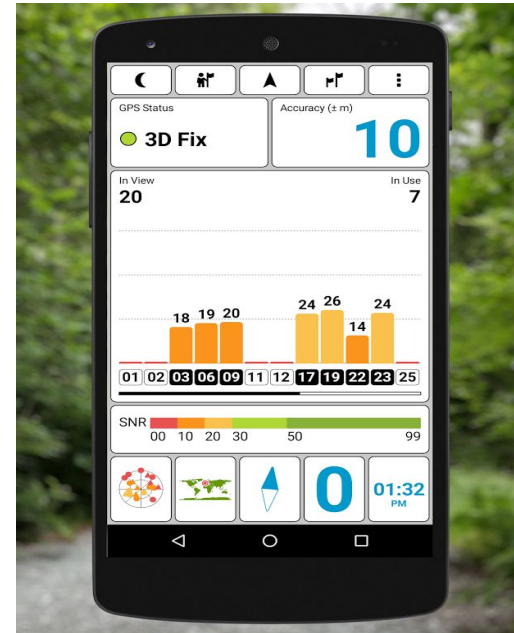 GPS Status
3D Fix
Accuracy (± m)
10
In View
20
In Use
7
18 19 20 24 26 14 24
01 02 03 06 09 11 12 17 19 22 23 25
SNR
00 10 20 30 50 99
0
01:32
PM